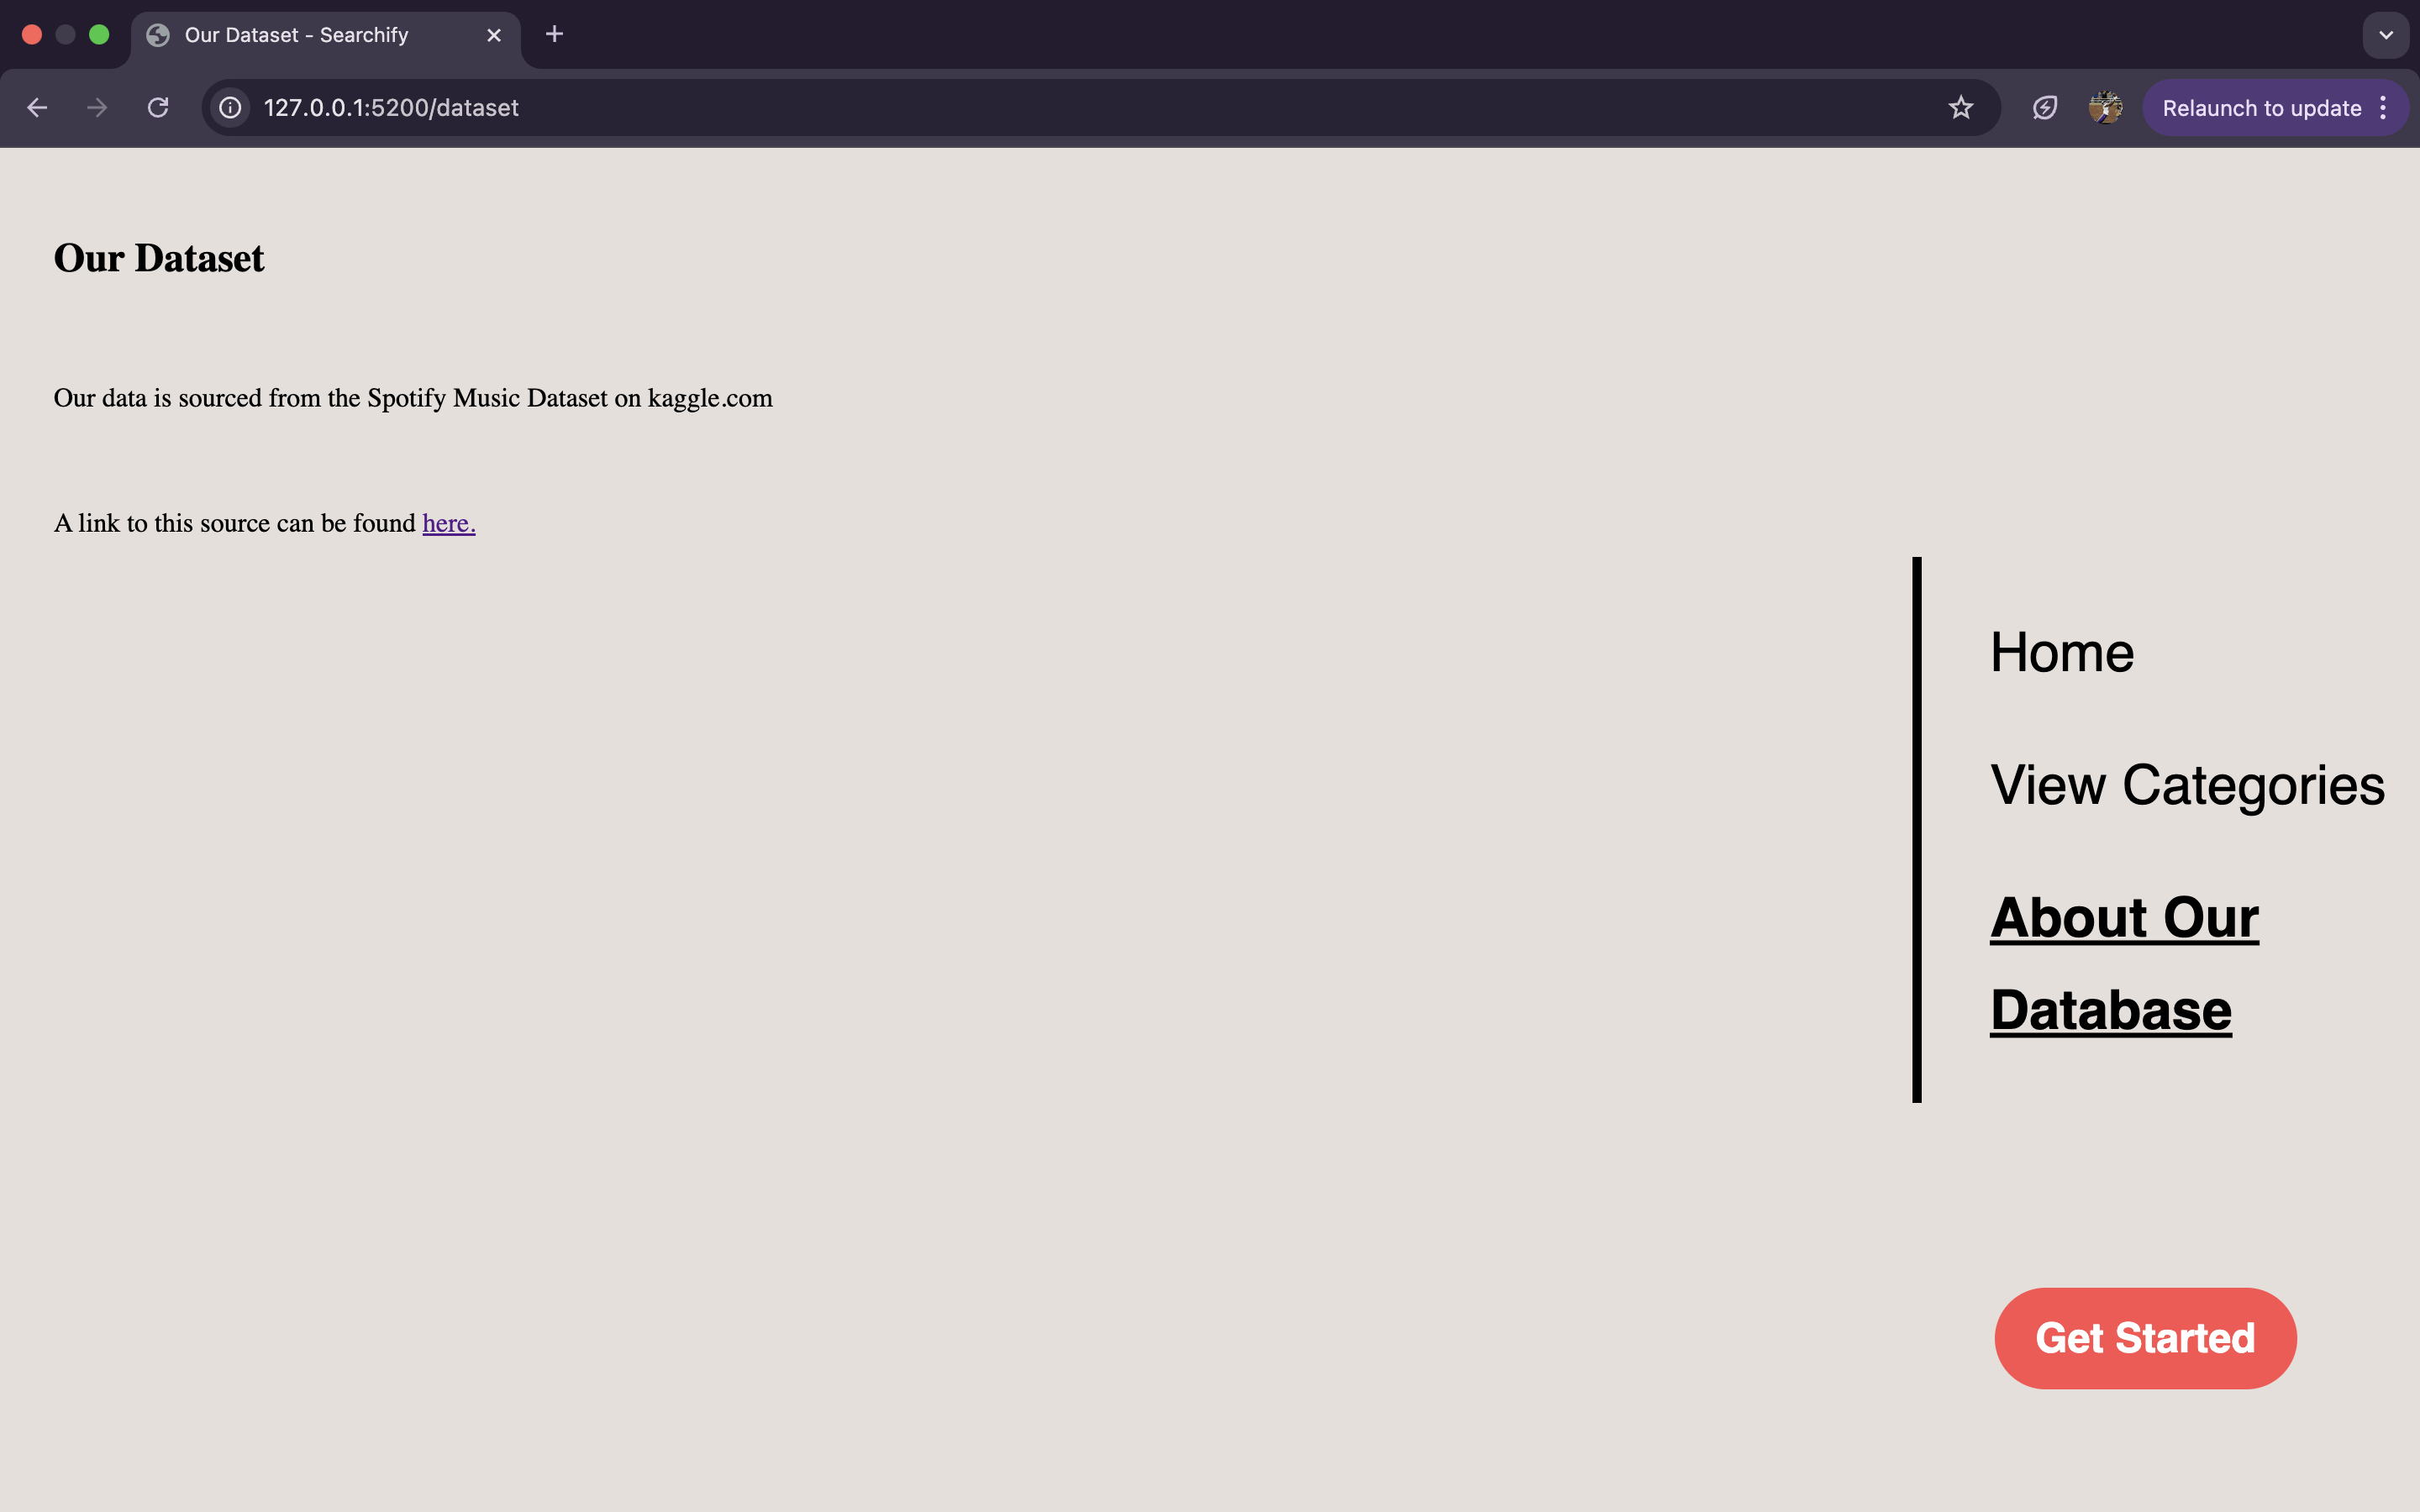 Our Dataset - Searchify
127.0.0.1:5200/dataset
Relaunch to update
Our Dataset
Our data is sourced from the Spotify Music Dataset on kaggle.com
A link to this source can be found here.
Home
View Categories
About Our
Database
Get Started